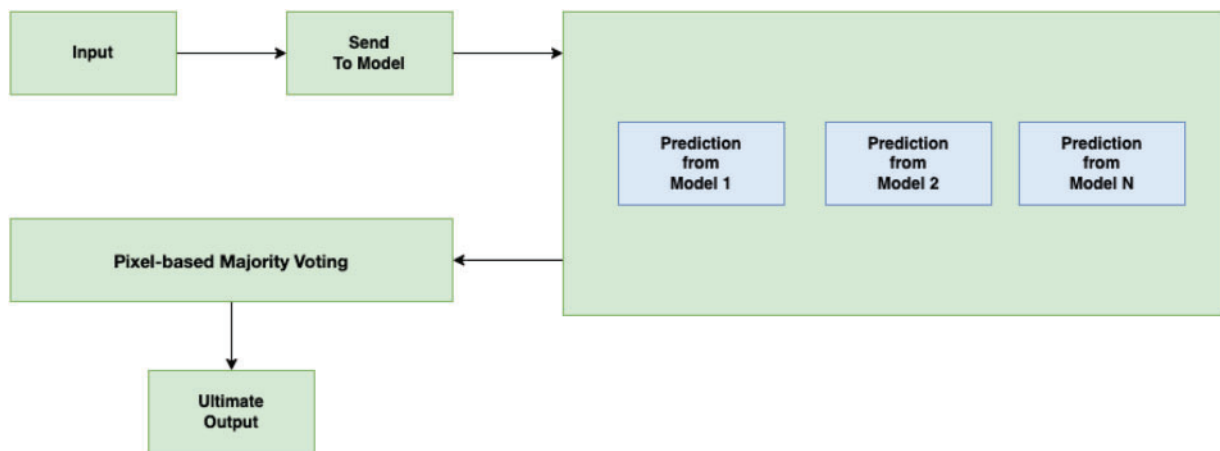 Input
Send
To Model
Prediction
from
Model 1
Prediction
from
Model 2
Prediction
from
Model N
Pixel-based Majority Voting
Ultimate
Output